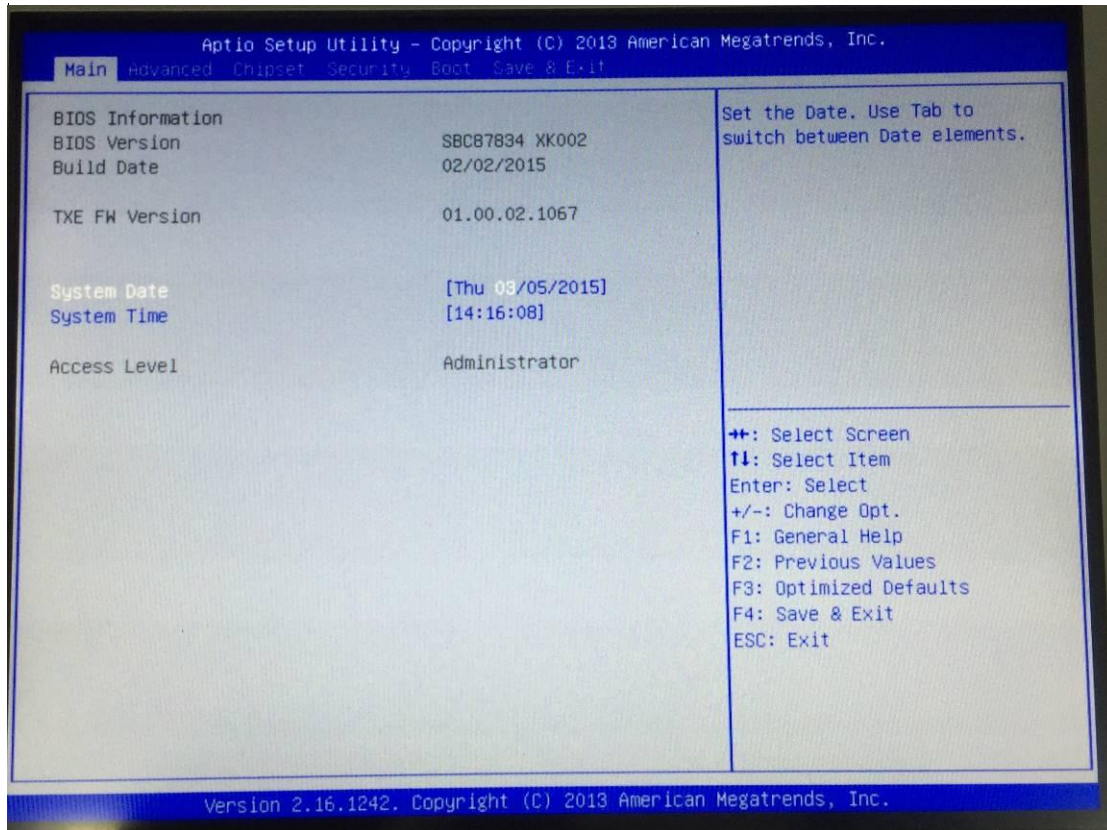 Aptio Setup Utility – Copyright (C) 2013 American Megatrends, Inc.
Main Advanced Chipset Security Boot Save & Exit
BIOS Information
BIOS Version SBC87834 XK002
Build Date 02/02/2015
TXE FW Version 01.00.02.1067
System Date [Thu 03/05/2015]
System Time [14:16:08]
Access Level Administrator
Set the Date. Use Tab to
switch between Date elements.
→←: Select Screen
↑↓: Select Item
Enter: Select
+/-: Change Opt.
F1: General Help
F2: Previous Values
F3: Optimized Defaults
F4: Save & Exit
ESC: Exit
Version 2.16.1242. Copyright (C) 2013 American Megatrends, Inc.